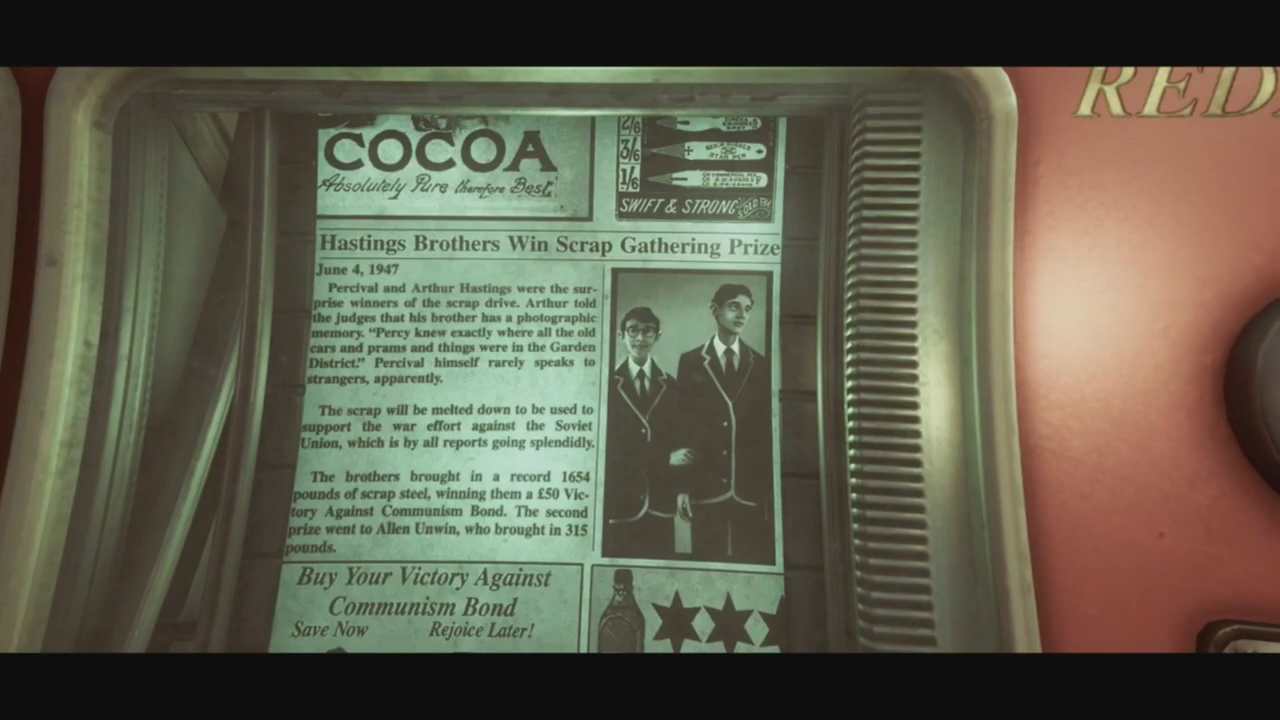 RED
COCOA
Absolutely Pure therefore Best.
2/6
3/6
1/6
STAR PEN
SWIFT & STRONG
SOLD BY
Hastings Brothers Win Scrap Gathering Prize
June 4, 1947
Percival and Arthur Hastings were the sur-
prise winners of the scrap drive. Arthur told
the judges that his brother has a photographic
memory. “Percy knew exactly where all the old
cars and prams and things were in the Garden
District.” Percival himself rarely speaks to
strangers, apparently.
The scrap will be melted down to be used to
support the war effort against the Soviet
Union, which is by all reports going splendidly.
The brothers brought in a record 1654
pounds of scrap steel, winning them a £50 Vic-
tory Against Communism Bond. The second
prize went to Allen Unwin, who brought in 315
pounds.
Buy Your Victory Against
Communism Bond
Save Now Rejoice Later!